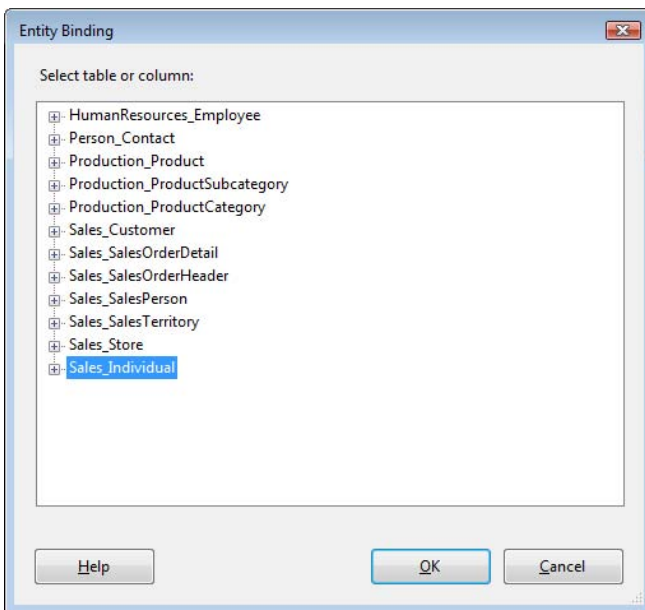 Entity Binding
Select table or column:
HumanResources_Employee
Person_Contact
Production_Product
Production_ProductSubcategory
Production_ProductCategory
Sales_Customer
Sales_SalesOrderDetail
Sales_SalesOrderHeader
Sales_SalesPerson
Sales_SalesTerritory
Sales_Store
Sales_Individual
Help OK Cancel